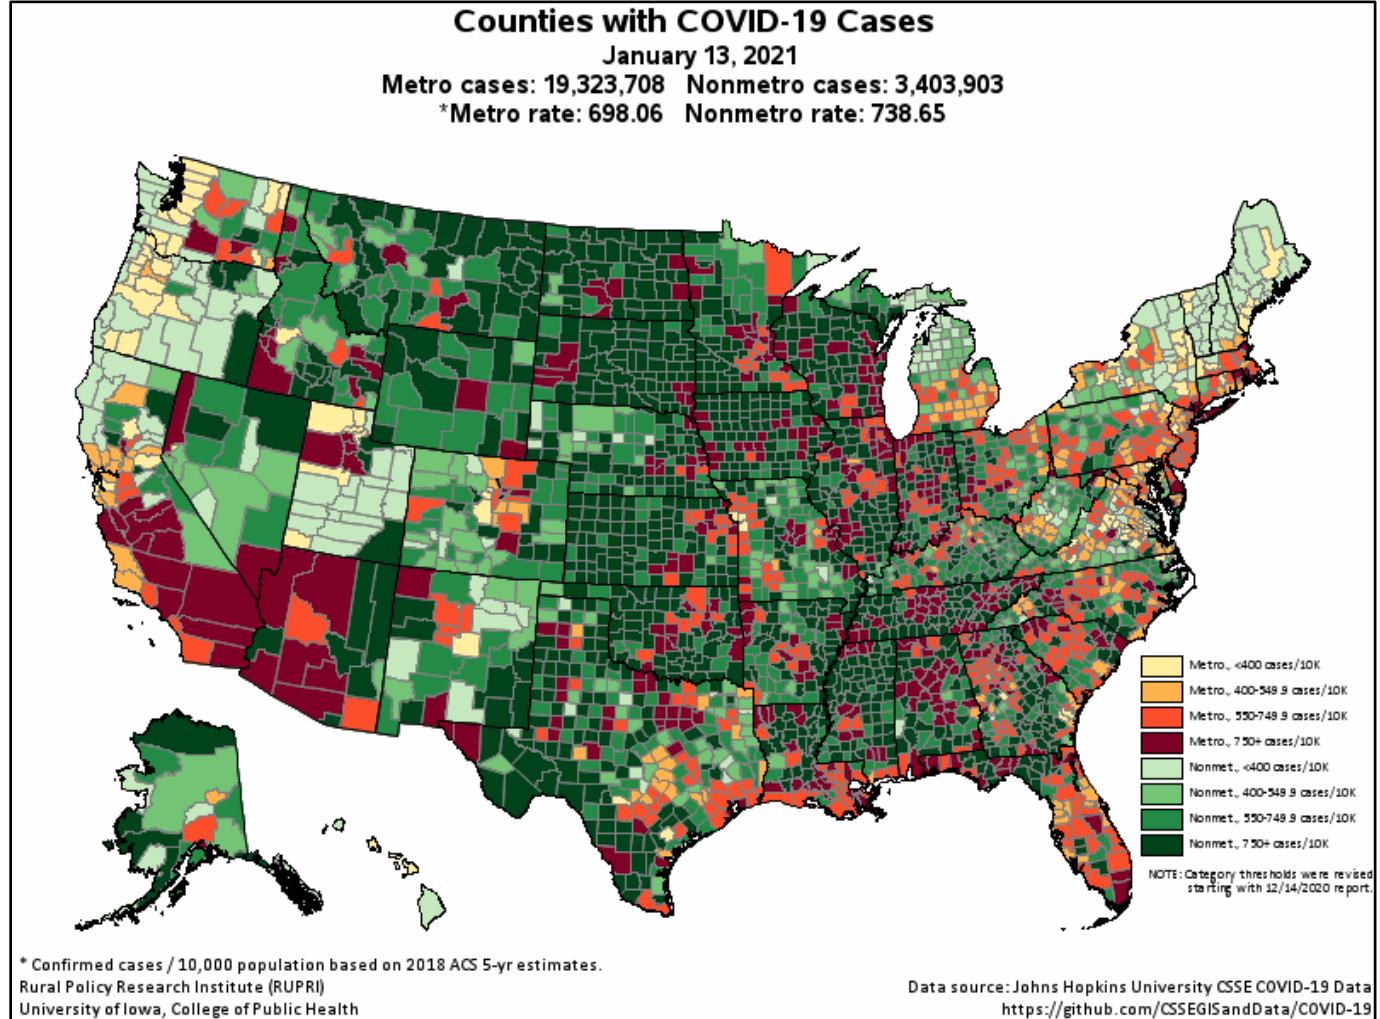 Counties with COVID-19 Cases
January 13, 2021
Metro cases: 19,323,708 Nonmetro cases: 3,403,903
*Metro rate: 698.06 Nonmetro rate: 738.65
Metro., <400 cases/10K
Metro., 400-549.9 cases/10K
Metro., 550-749.9 cases/10K
Metro., 750+ cases/10K
Nonmet., <400 cases/10K
Nonmet., 400-549.9 cases/10K
Nonmet., 550-749.9 cases/10K
Nonmet., 750+ cases/10K
NOTE: Category thresholds were revised
starting with 12/14/2020 report.
* Confirmed cases / 10,000 population based on 2018 ACS 5-yr estimates.
Rural Policy Research Institute (RUPRI)
University of Iowa, College of Public Health
Data source: Johns Hopkins University CSSE COVID-19 Data
https://github.com/CSSEGISandData/COVID-19